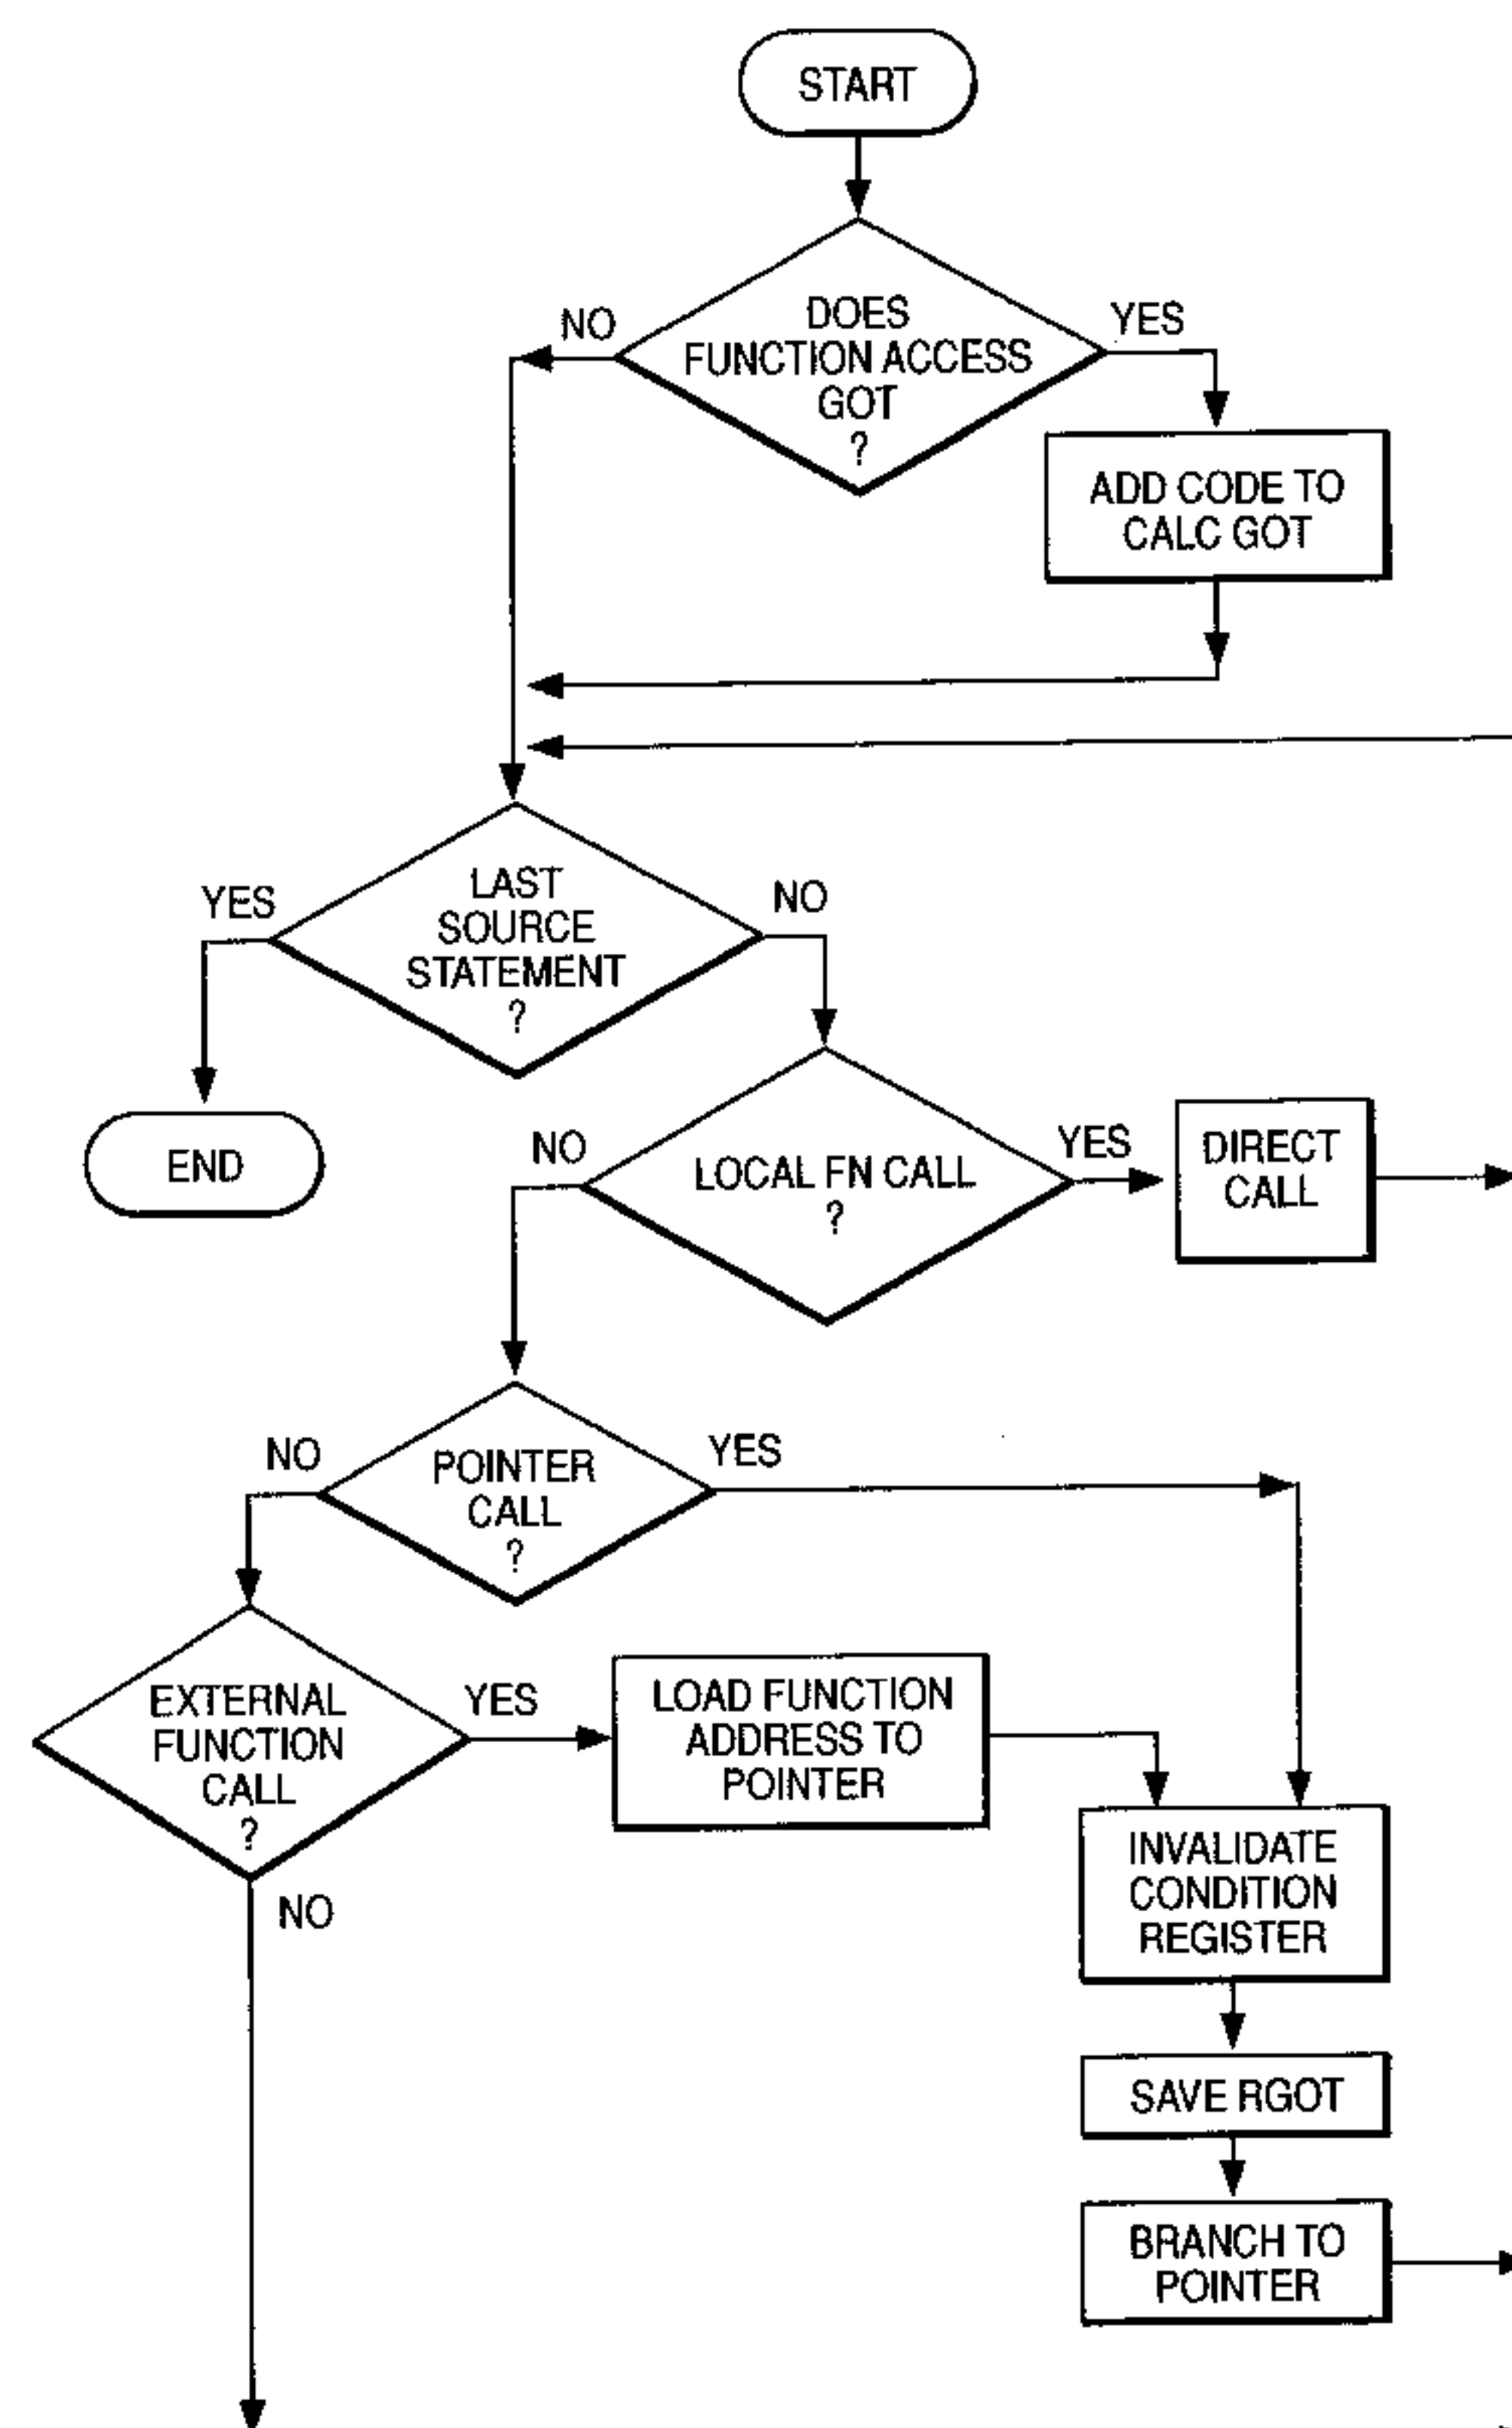 START
DOES
FUNCTION ACCESS
GOT
?
NO
YES
ADD CODE TO
CALC GOT
LAST
SOURCE
STATEMENT
?
YES
NO
END
LOCAL FN CALL
?
NO
YES
DIRECT
CALL
POINTER
CALL
?
NO
YES
EXTERNAL
FUNCTION
CALL
?
YES
NO
LOAD FUNCTION
ADDRESS TO
POINTER
INVALIDATE
CONDITION
REGISTER
SAVE RGOT
BRANCH TO
POINTER